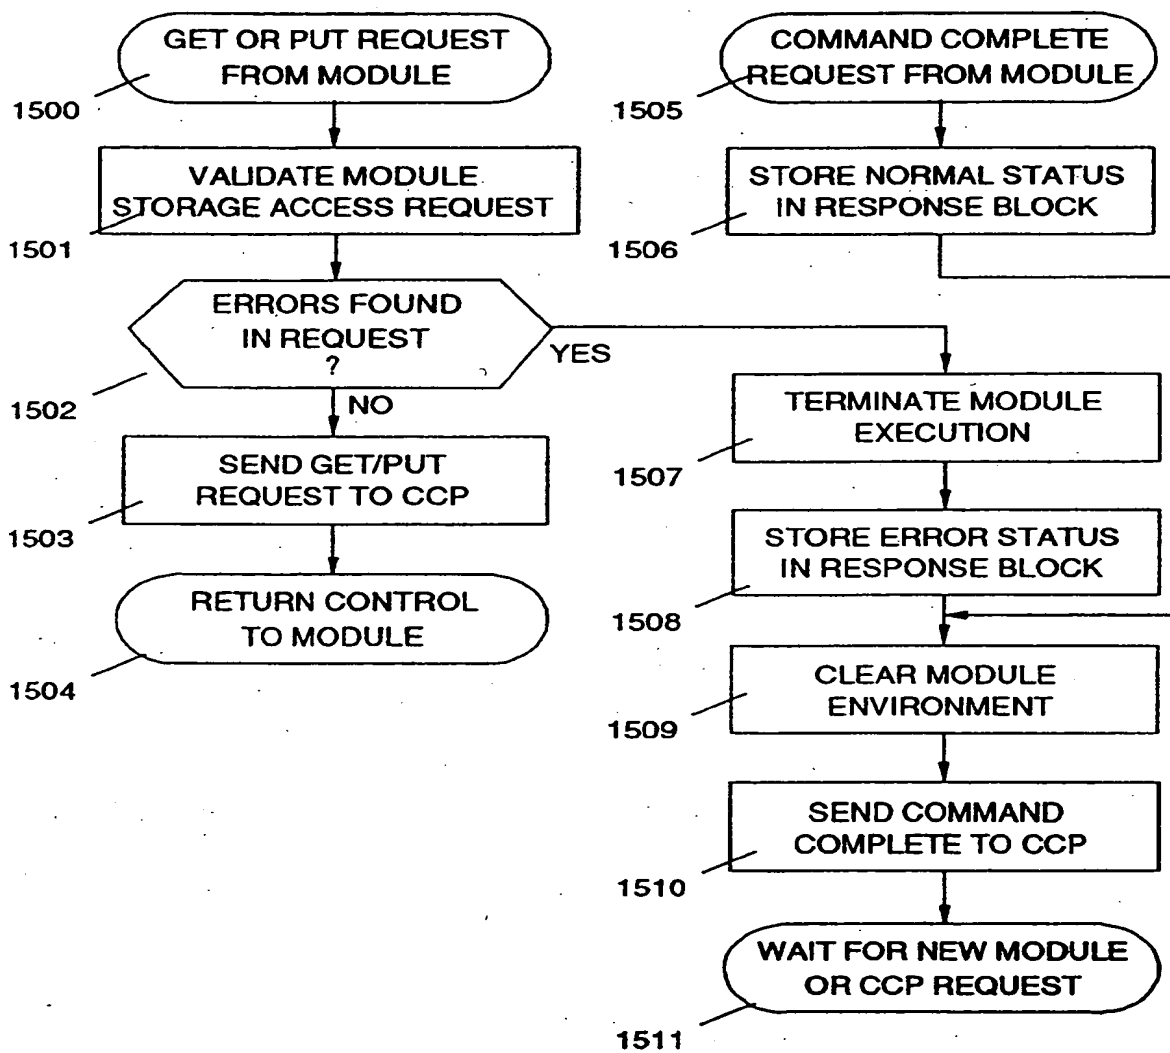 GET OR PUT REQUEST
FROM MODULE
1500
VALIDATE MODULE
STORAGE ACCESS REQUEST
1501
ERRORS FOUND
IN REQUEST
?
YES
1502
NO
SEND GET/PUT
REQUEST TO CCP
1503
RETURN CONTROL
TO MODULE
1504
COMMAND COMPLETE
REQUEST FROM MODULE
1505
STORE NORMAL STATUS
IN RESPONSE BLOCK
1506
TERMINATE MODULE
EXECUTION
1507
STORE ERROR STATUS
IN RESPONSE BLOCK
1508
CLEAR MODULE
ENVIRONMENT
1509
SEND COMMAND
COMPLETE TO CCP
1510
WAIT FOR NEW MODULE
OR CCP REQUEST
1511